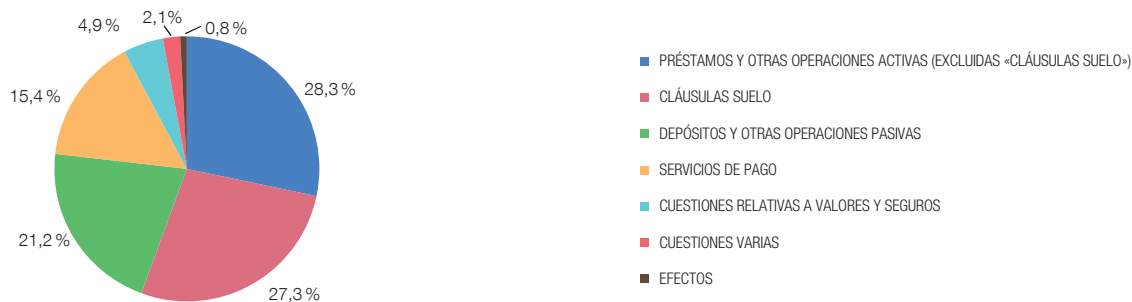 2,1%
4,9 %
0,8 %
15,4 %
28,3 %
21,2 %
27,3 %
PRÉSTAMOS Y OTRAS OPERACIONES ACTIVAS (EXCLUIDAS «CLÁUSULAS SUELO»)
CLÁUSULAS SUELO
DEPÓSITOS Y OTRAS OPERACIONES PASIVAS
SERVICIOS DE PAGO
CUESTIONES RELATIVAS A VALORES Y SEGUROS
CUESTIONES VARIAS
EFECTOS